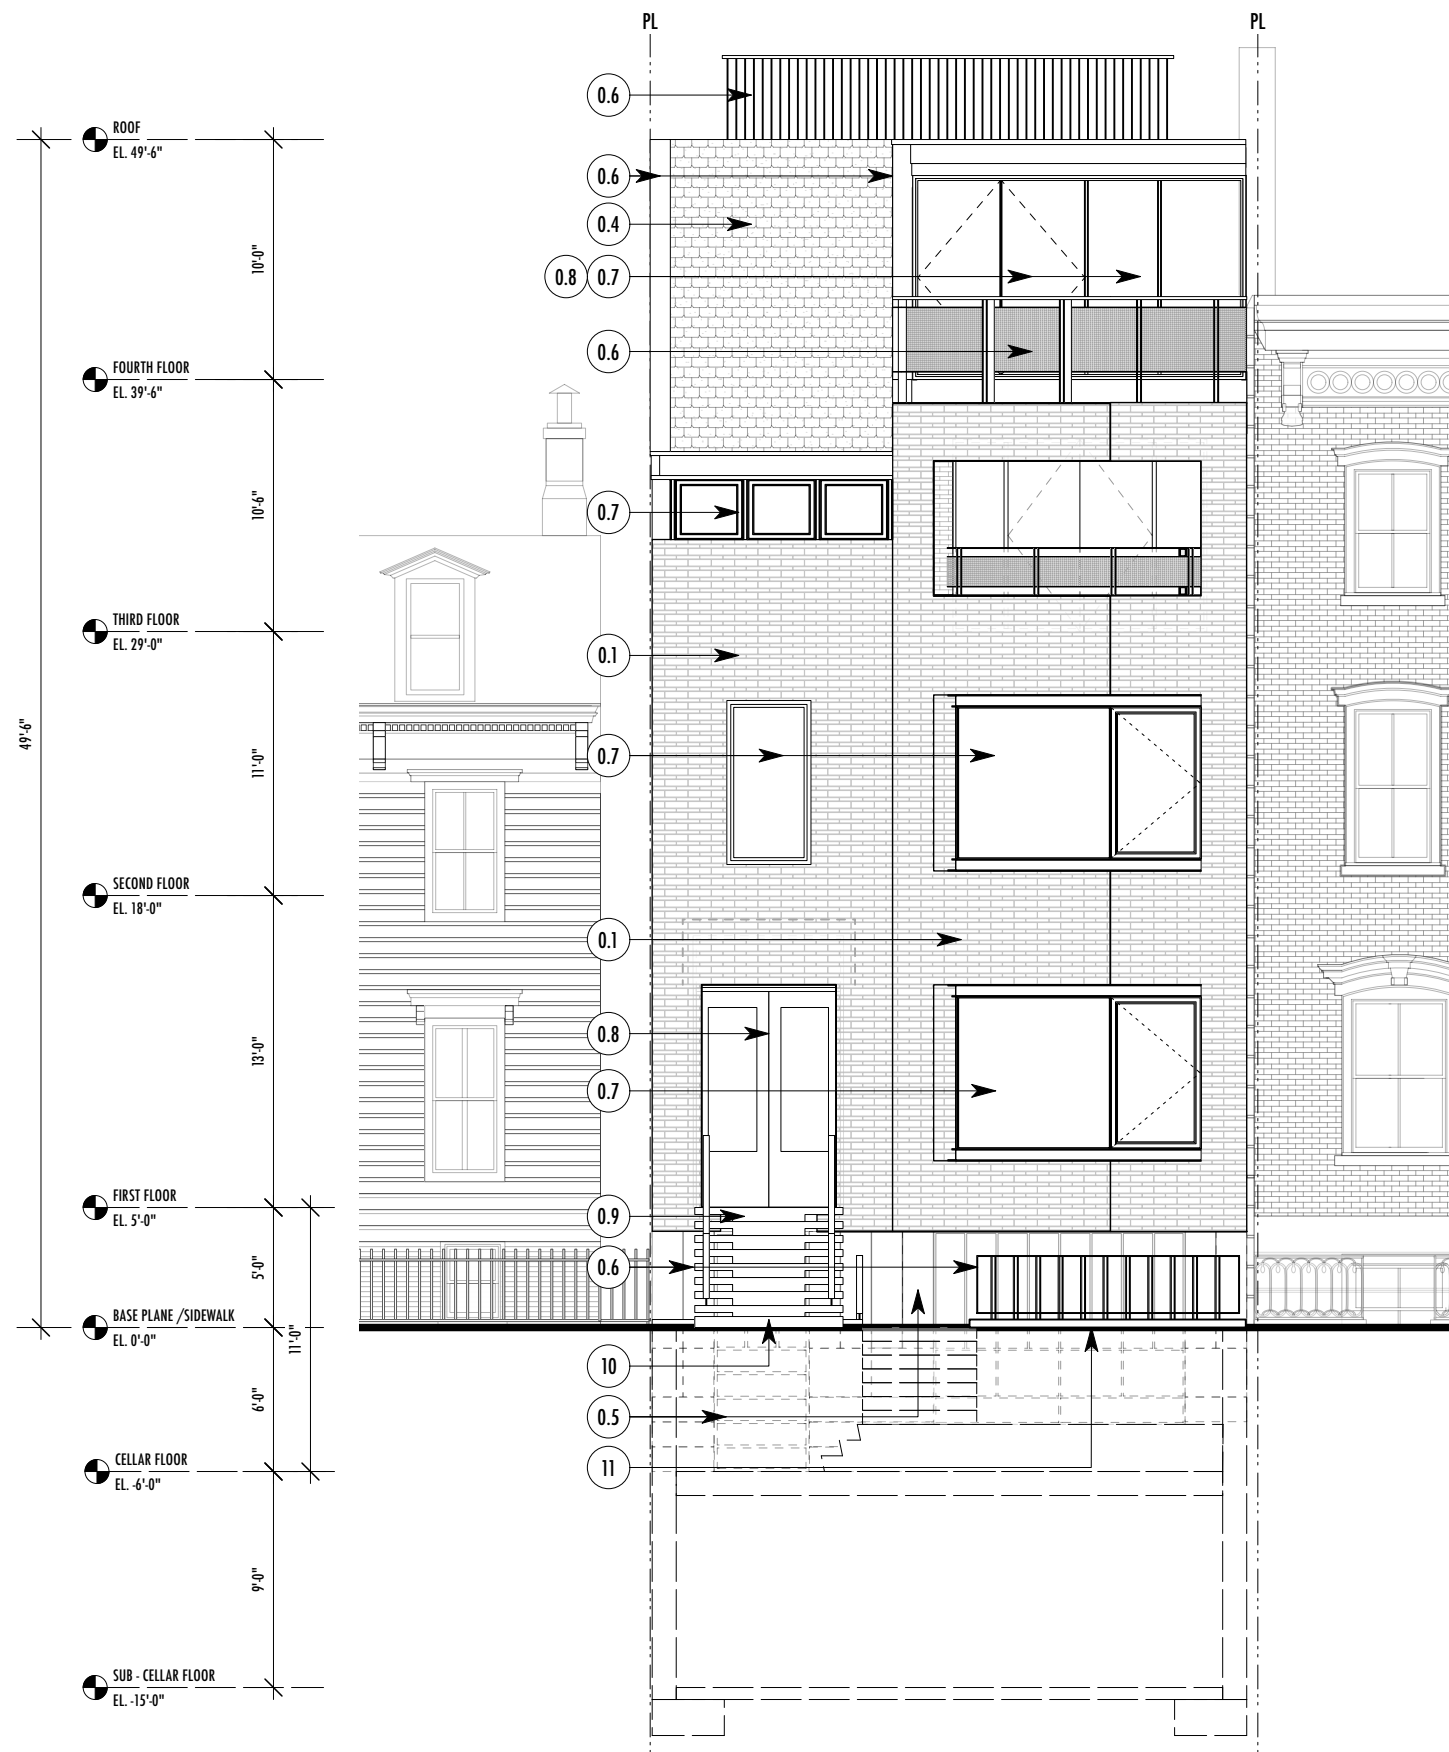 PL
PL
0.6
ROOF
EL. 49'-6"
0.6
0.4
10'-0"
0.8
0.7
0.6
FOURTH FLOOR
EL. 39'-6"
10'-6"
0.7
THIRD FLOOR
EL. 29'-0"
0.1
49'-6"
11'-0"
0.7
SECOND FLOOR
EL. 18'-0"
0.1
13'-0"
0.8
0.7
FIRST FLOOR
EL. 5'-0"
0.9
5'-0"
0.6
BASE PLANE /SIDEWALK
EL. 0'-0"
11'-0"
10
6'-0"
0.5
CELLAR FLOOR
EL. -6'-0"
11
9'-0"
SUB - CELLAR FLOOR
EL. -15'-0"